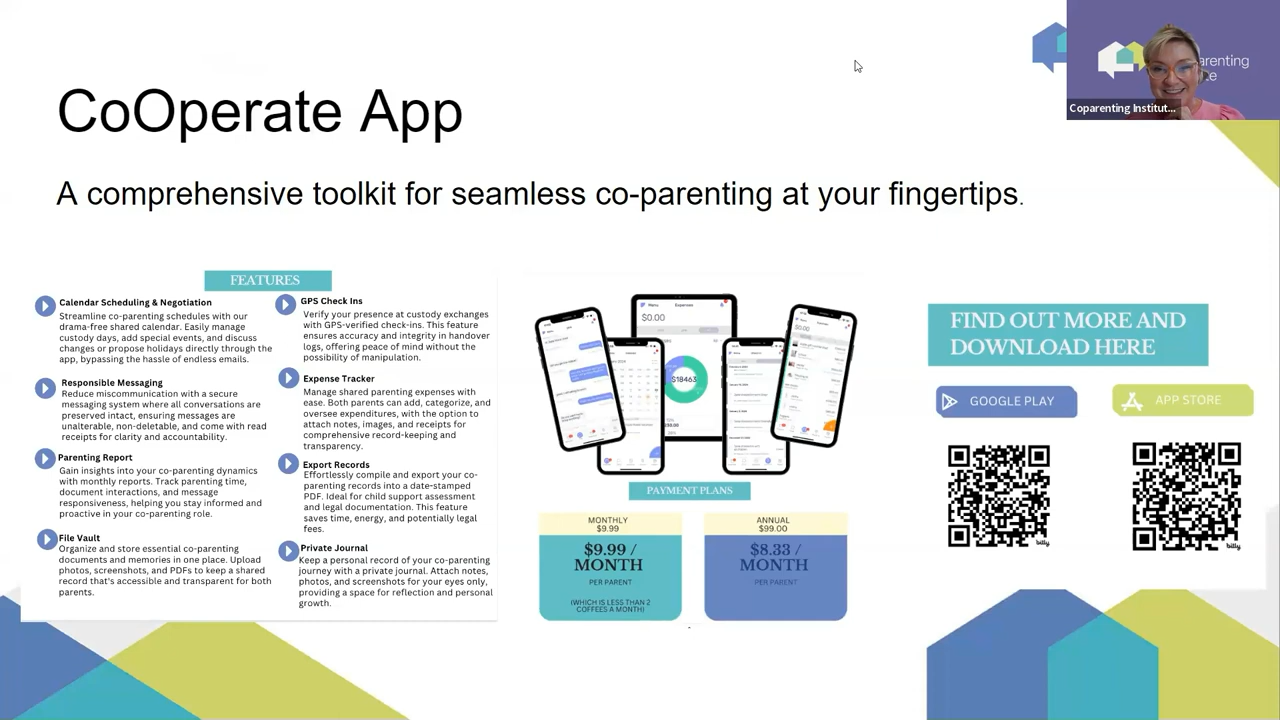 CoOperate App
A comprehensive toolkit for seamless co-parenting at your fingertips.
arenting
Coparenting Institut...
FEATURES
Calendar Scheduling & Negotiation
Streamline co-parenting schedules with our
drama-free shared calendar. Easily manage
custody days, add special events, and discuss
changes or propose holidays directly through the
app, bypassing the hassle of endless emails.
Responsible Messaging
Reduce miscommunication with a secure
messaging system where all conversations are
preserved intact, ensuring messages are
unalterable, non-deletable, and come with read
receipts for clarity and accountability.
Parenting Report
Gain insights into your co-parenting dynamics
with monthly reports. Track parenting time,
document interactions, and message
responsiveness, helping you stay informed and
proactive in your co-parenting role.
File Vault
Organize and store essential co-parenting
documents and memories in one place. Upload
photos, screenshots, and PDFs to keep a shared
record that's accessible and transparent for both
parents.
GPS Check Ins
Verify your presence at custody exchanges
with GPS-verified check-ins. This feature
ensures accuracy and integrity in handover
logs, offering peace of mind without the
possibility of manipulation.
Expense Tracker
Manage shared parenting expenses with
ease. Both parents can add, categorize, and
oversee expenditures, with the option to
attach notes, images, and receipts for
comprehensive record-keeping and
transparency.
Export Records
Effortlessly compile and export your co-
parenting records into a date-stamped
PDF. Ideal for child support assessment
and legal documentation. This feature
saves time, energy, and potentially legal
fees.
Private Journal
Keep a personal record of your co-parenting
journey with a private journal. Attach notes,
photos, and screenshots for your eyes only,
providing a space for reflection and personal
growth.
Menu Expenses
$0.00
$18463
PAYMENT PLANS
MONTHLY
$9.99
$9.99 /
MONTH
PER PARENT
(WHICH IS LESS THAN 2
COFFEES A MONTH)
ANNUAL
$99.00
$8.33 /
MONTH
PER PARENT
FIND OUT MORE AND
DOWNLOAD HERE
GOOGLE PLAY
APP STORE
bitly
bitly